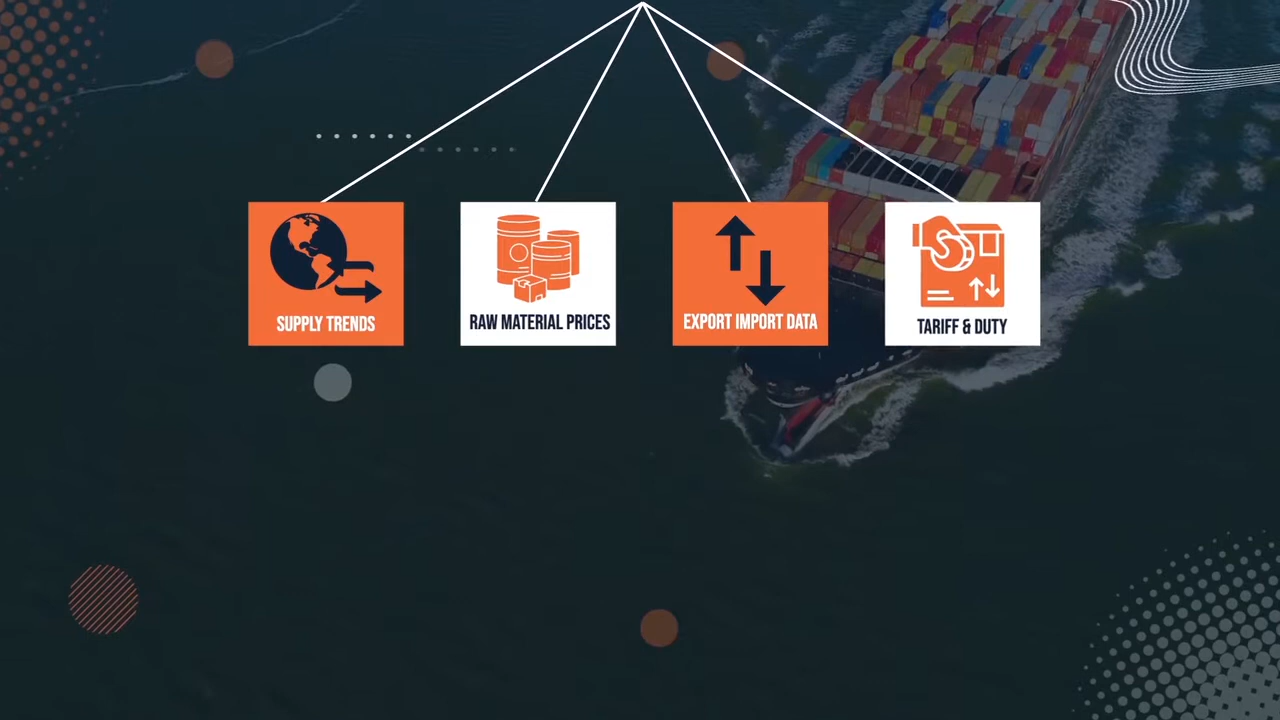 SUPPLY TRENDS
RAW MATERIAL PRICES
EXPORT IMPORT DATA
TARIFF & DUTY